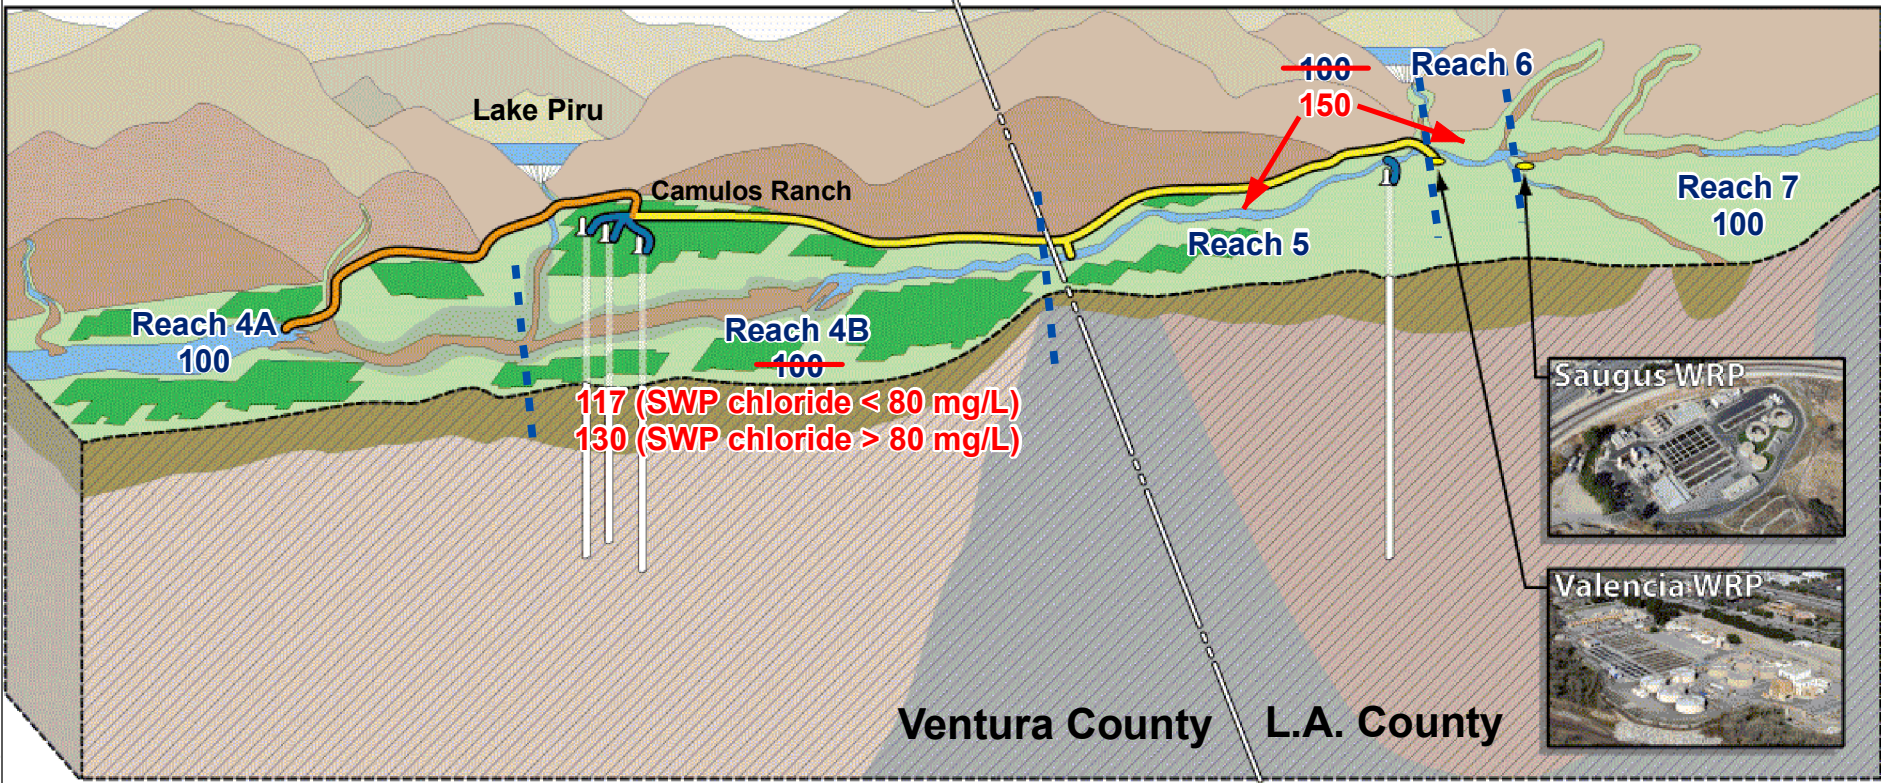 100
150
Reach 6
Lake Piru
Camulos Ranch
Reach 7
100
Reach 5
Reach 4A
100
Reach 4B
100
117 (SWP chloride < 80 mg/L)
130 (SWP chloride > 80 mg/L)
Saugus WRP
Valencia WRP
Ventura County
L.A. County